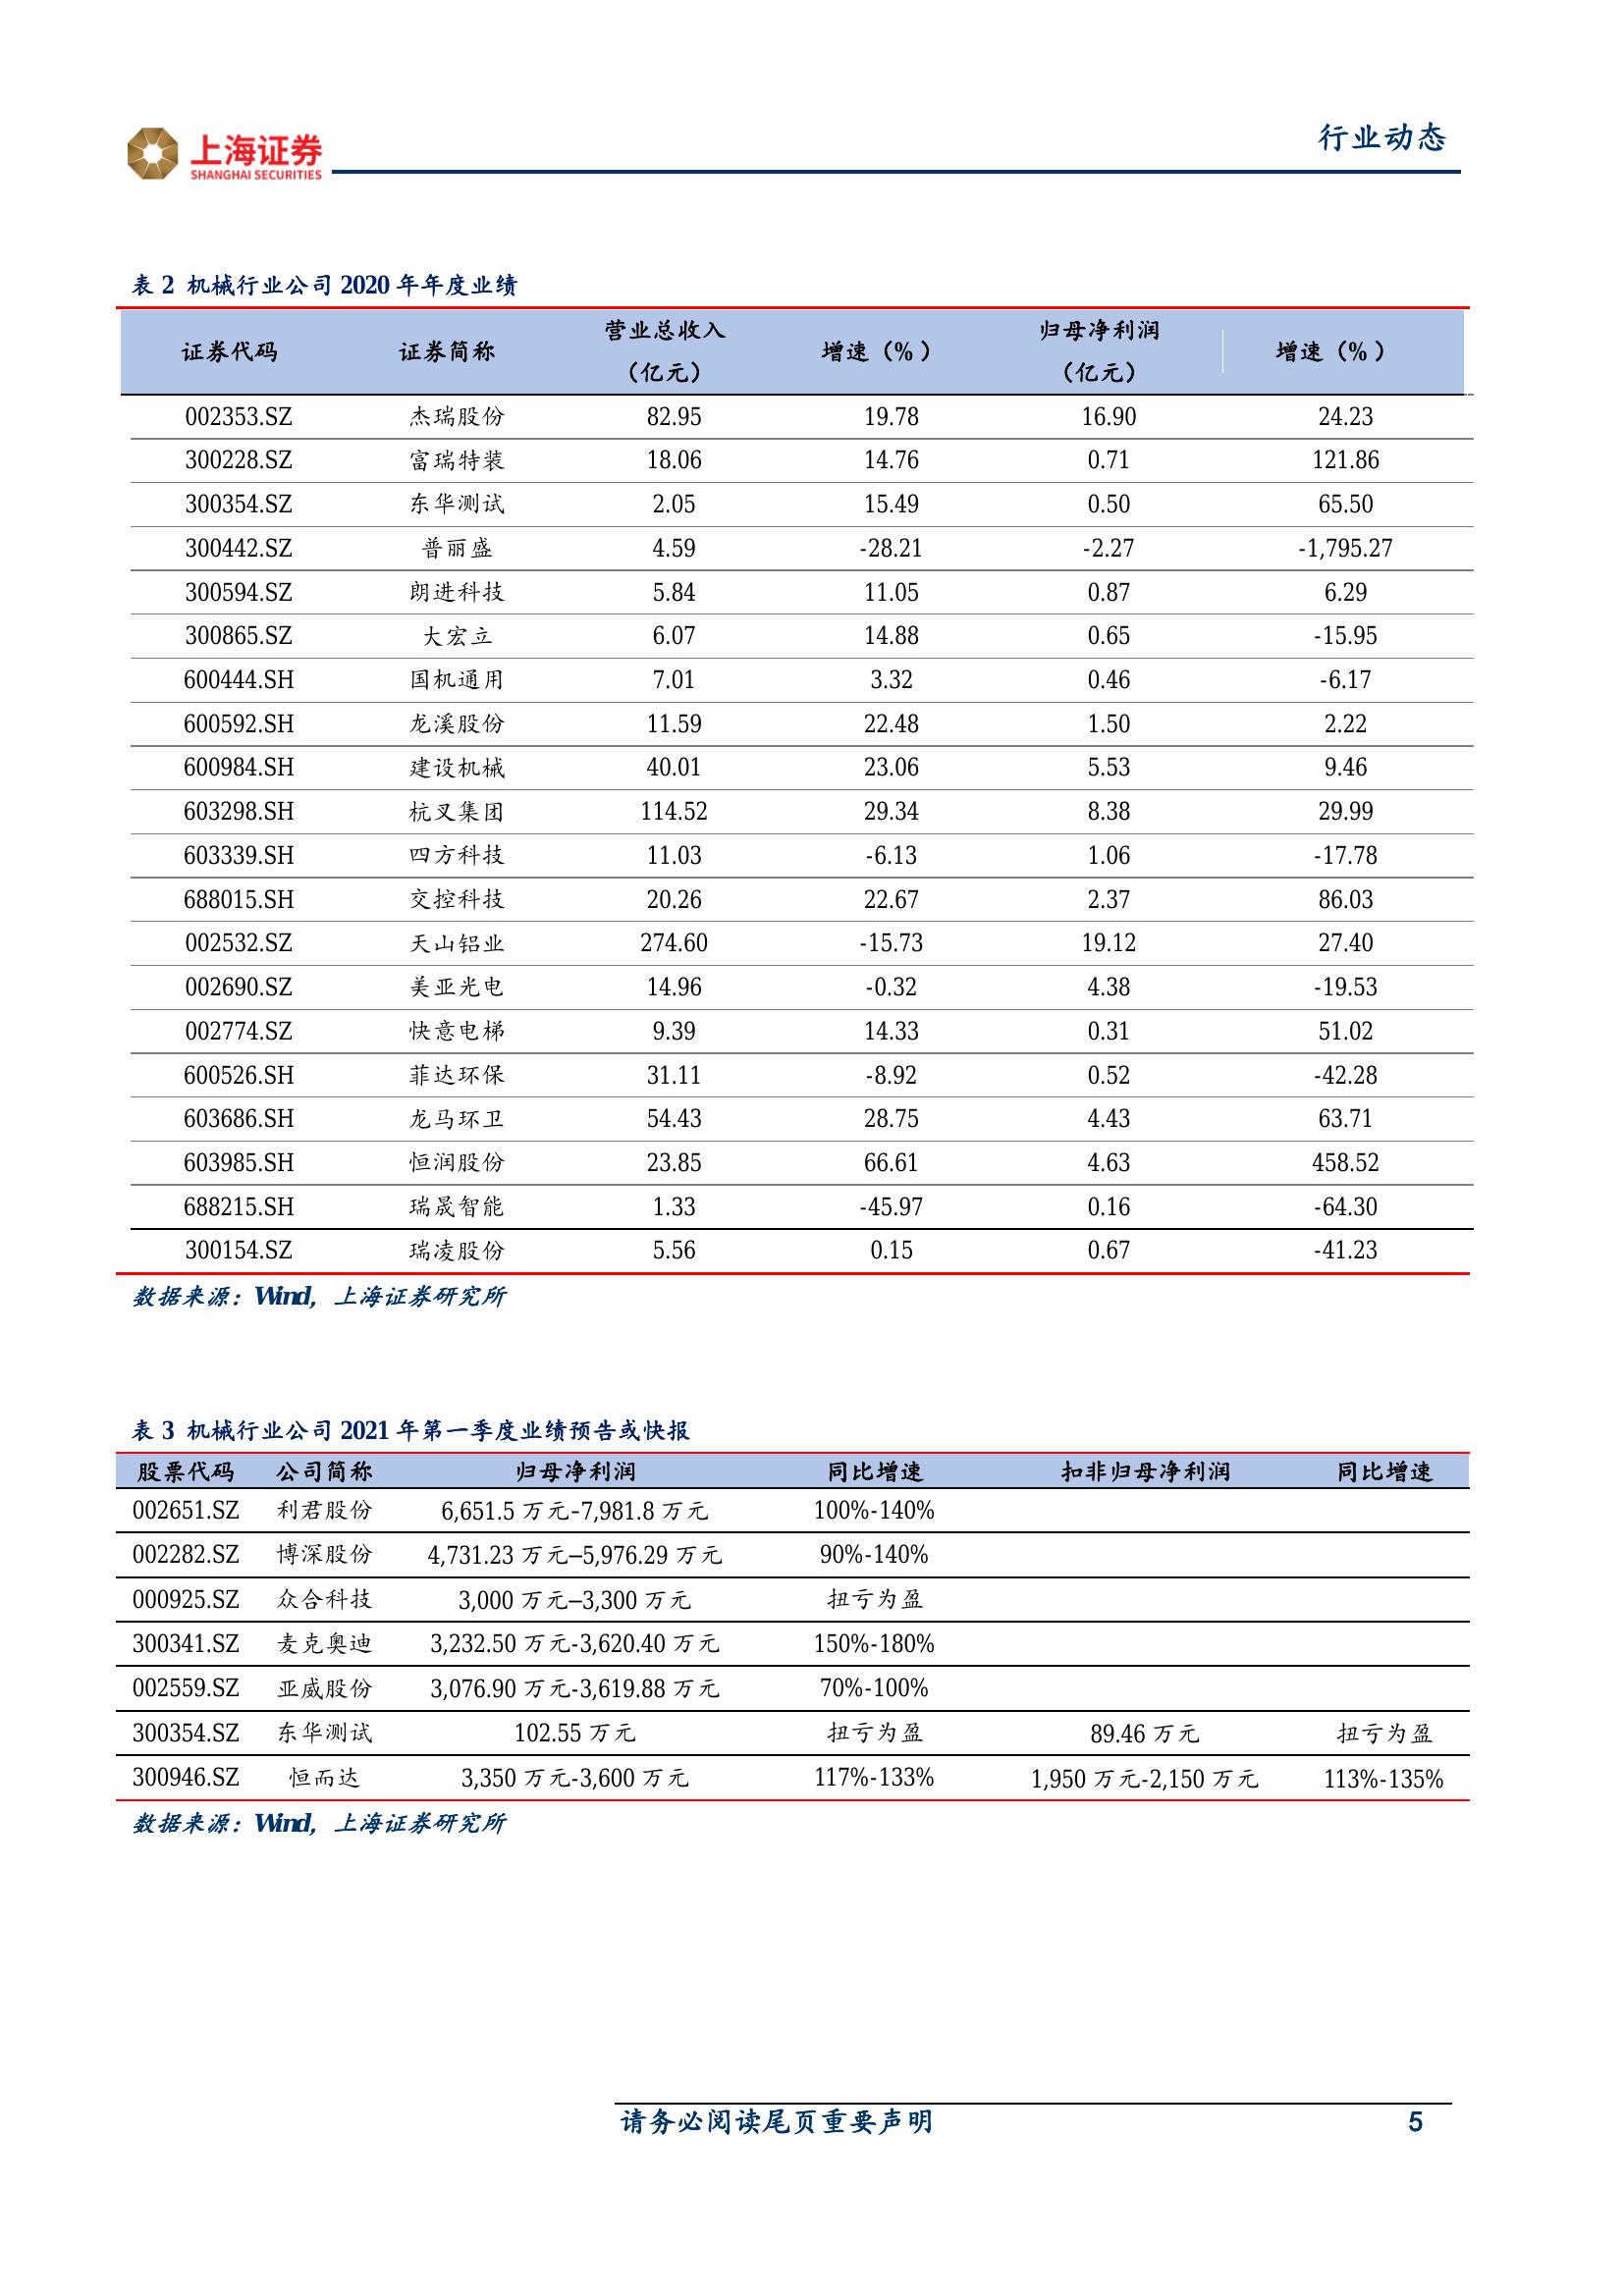 上海证券
SHANGHAI SECURITIES
行业动态
表 2 机械行业公司 2020 年年度业绩
证券代码 证券简称 营业总收入（亿元） 增速（%） 归母净利润（亿元） 增速（%）
002353.SZ 杰瑞股份 82.95 19.78 16.90 24.23
300228.SZ 富瑞特装 18.06 14.76 0.71 121.86
300354.SZ 东华测试 2.05 15.49 0.50 65.50
300442.SZ 普丽盛 4.59 -28.21 -2.27 -1,795.27
300594.SZ 朗进科技 5.84 11.05 0.87 6.29
300865.SZ 大宏立 6.07 14.88 0.65 -15.95
600444.SH 国机通用 7.01 3.32 0.46 -6.17
600592.SH 龙溪股份 11.59 22.48 1.50 2.22
600984.SH 建设机械 40.01 23.06 5.53 9.46
603298.SH 杭叉集团 114.52 29.34 8.38 29.99
603339.SH 四方科技 11.03 -6.13 1.06 -17.78
688015.SH 交控科技 20.26 22.67 2.37 86.03
002532.SZ 天山铝业 274.60 -15.73 19.12 27.40
002690.SZ 美亚光电 14.96 -0.32 4.38 -19.53
002774.SZ 快意电梯 9.39 14.33 0.31 51.02
600526.SH 菲达环保 31.11 -8.92 0.52 -42.28
603686.SH 龙马环卫 54.43 28.75 4.43 63.71
603985.SH 恒润股份 23.85 66.61 4.63 458.52
688215.SH 瑞晟智能 1.33 -45.97 0.16 -64.30
300154.SZ 瑞凌股份 5.56 0.15 0.67 -41.23
数据来源：Wind，上海证券研究所
表 3 机械行业公司 2021 年第一季度业绩预告或快报
股票代码 公司简称 归母净利润 同比增速 扣非归母净利润 同比增速
002651.SZ 利君股份 6,651.5 万元-7,981.8 万元 100%-140%
002282.SZ 博深股份 4,731.23 万元–5,976.29 万元 90%-140%
000925.SZ 众合科技 3,000 万元–3,300 万元 扭亏为盈
300341.SZ 麦克奥迪 3,232.50 万元-3,620.40 万元 150%-180%
002559.SZ 亚威股份 3,076.90 万元-3,619.88 万元 70%-100%
300354.SZ 东华测试 102.55 万元 扭亏为盈 89.46 万元 扭亏为盈
300946.SZ 恒而达 3,350 万元-3,600 万元 117%-133% 1,950 万元-2,150 万元 113%-135%
数据来源：Wind，上海证券研究所
请务必阅读尾页重要声明 5